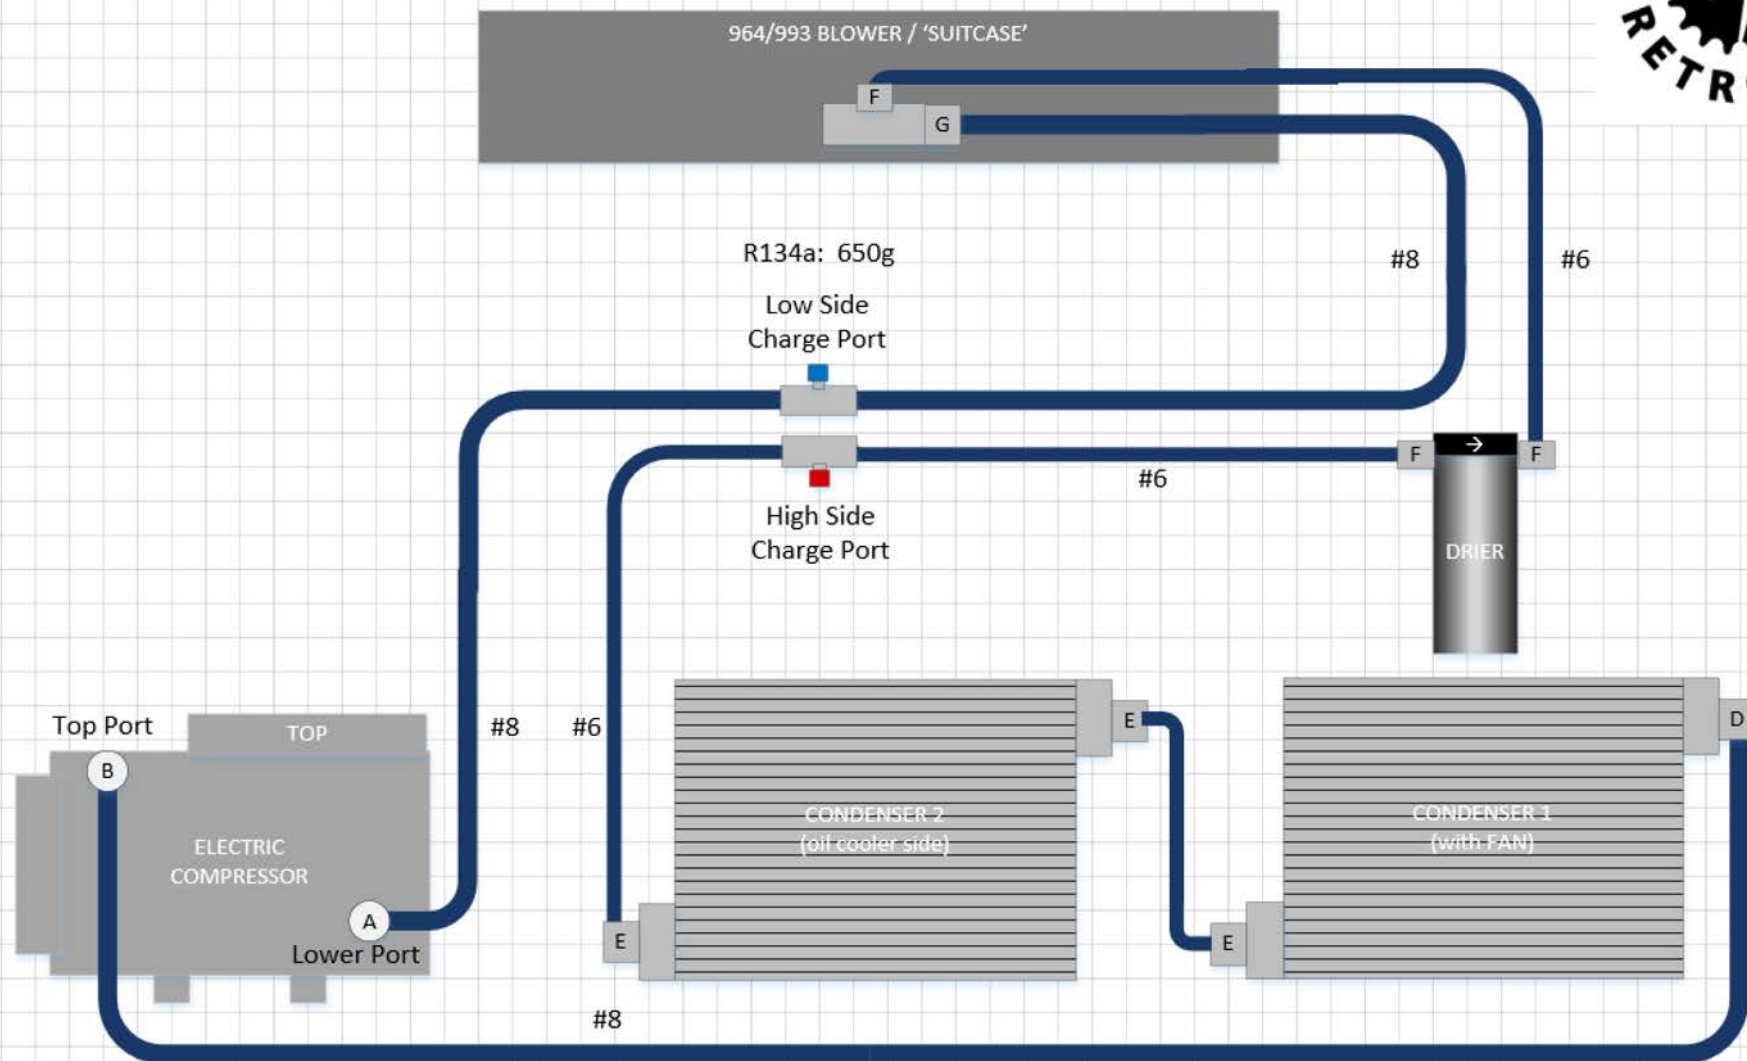 964/993 BLOWER / ‘SUITCASE’
RETR
F
G
R134a: 650g
#8
#6
Low Side
Charge Port
F
→
F
#6
High Side
Charge Port
DRIER
Top Port
TOP
#8
#6
E
D
B
CONDENSER 2
(oil cooler side)
CONDENSER 1
(with FAN)
ELECTRIC
COMPRESSOR
A
Lower Port
E
E
#8